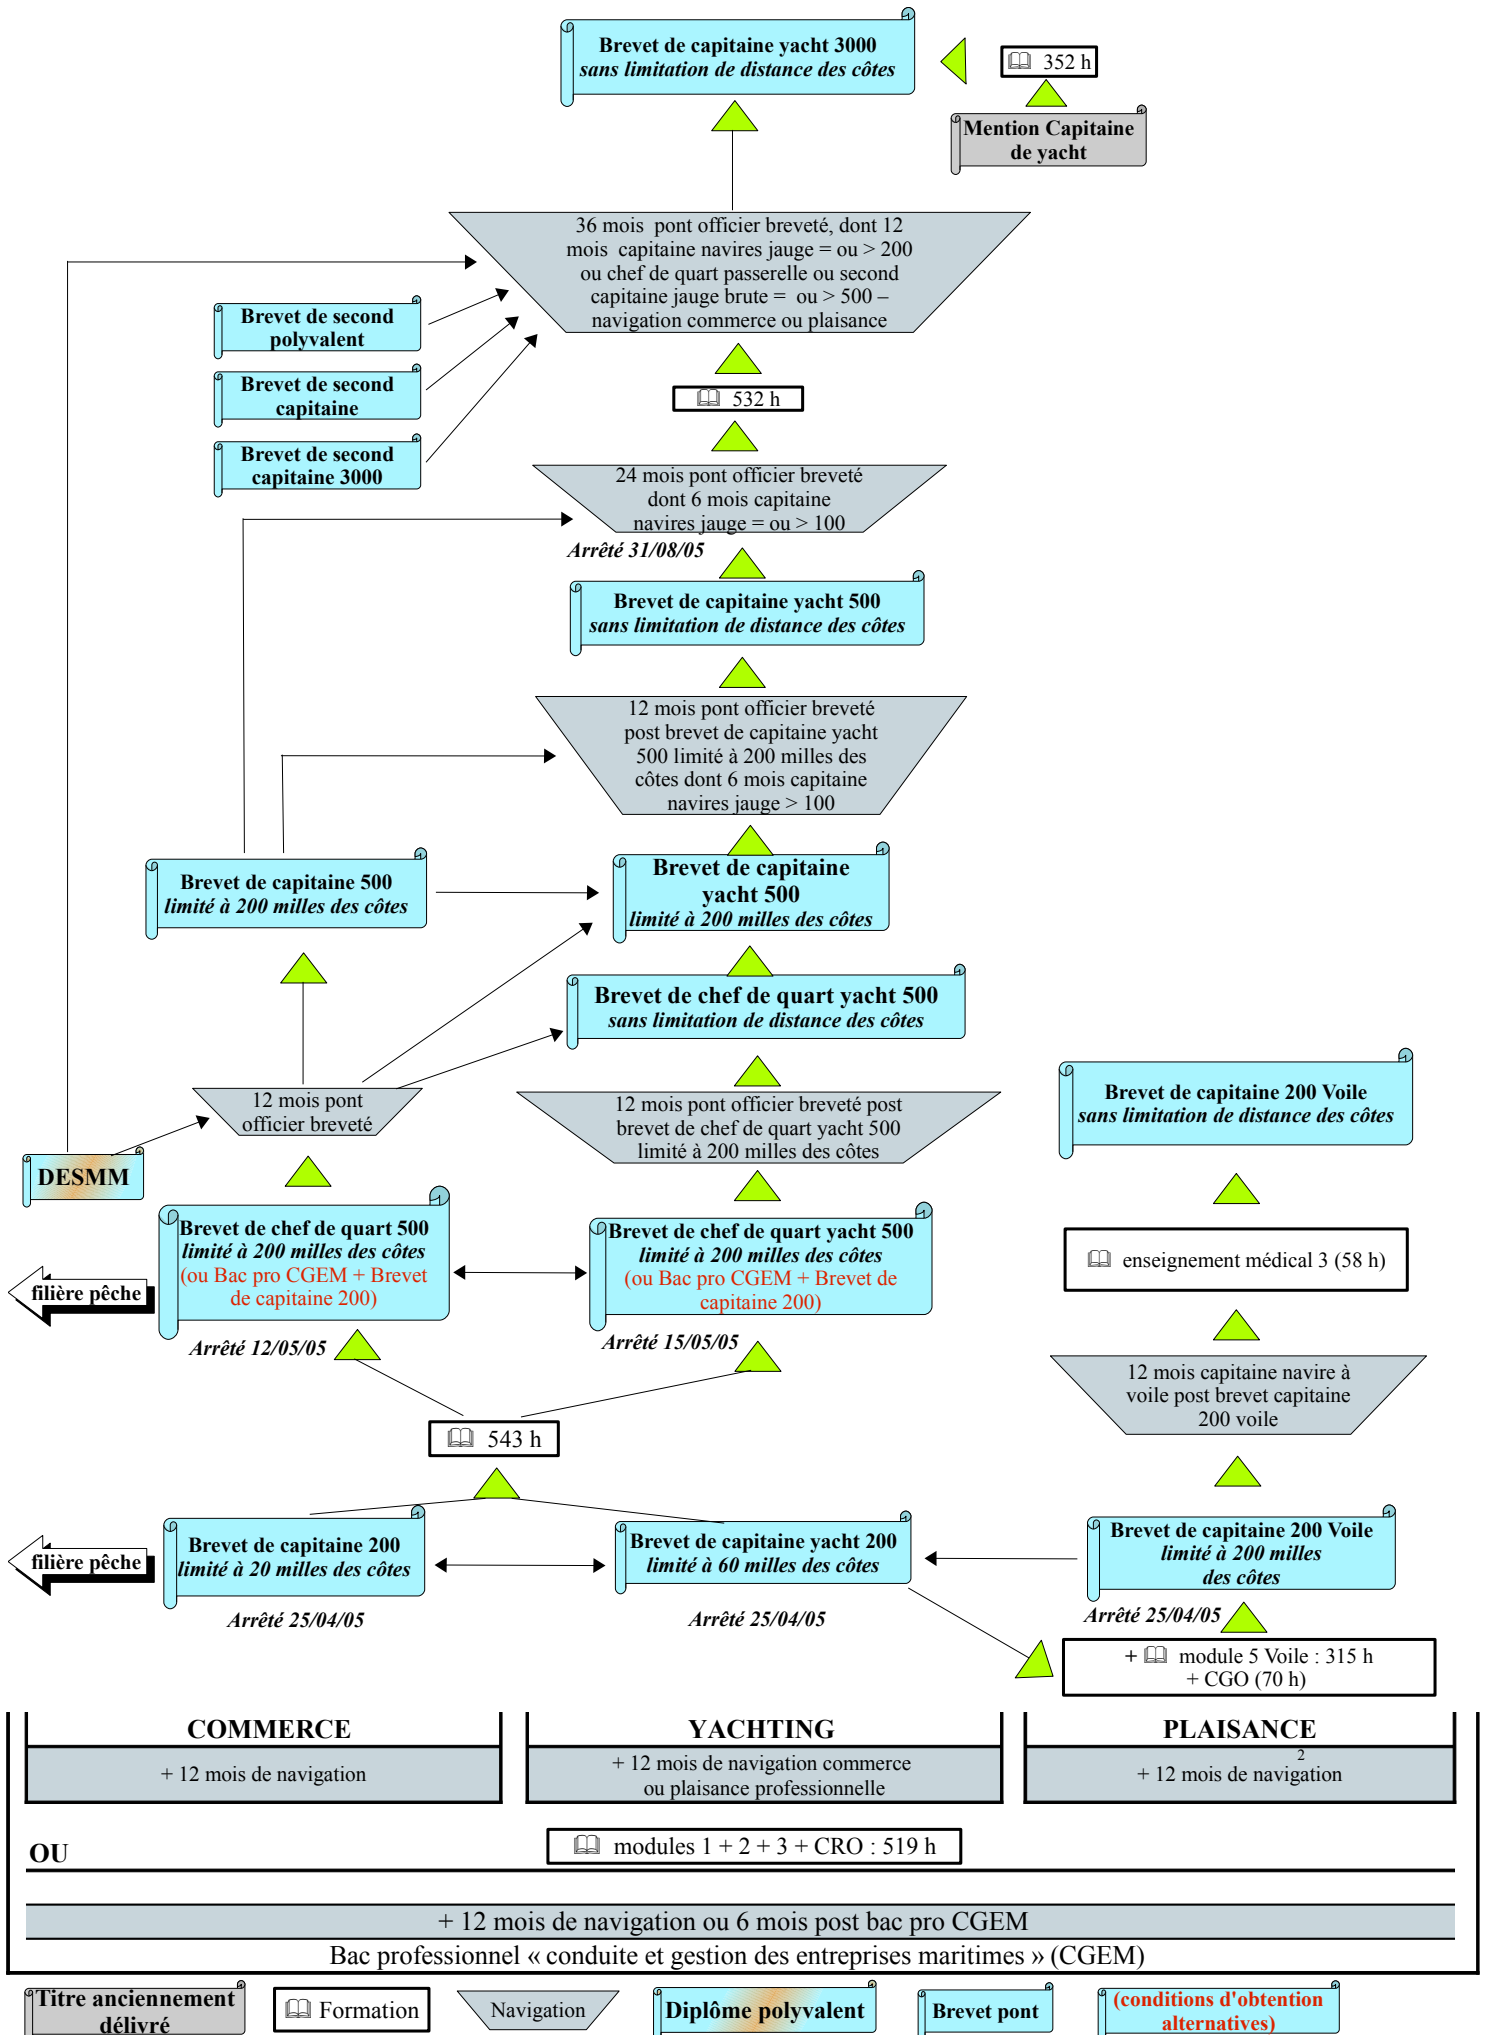 Brevet de capitaine yacht 3000
sans limitation de distance des côtes
🕮 352 h
Mention Capitaine
de yacht
36 mois pont officier breveté, dont 12
mois capitaine navires jauge = ou > 200
ou chef de quart passerelle ou second
capitaine jauge brute = ou > 500 –
navigation commerce ou plaisance
Brevet de second
polyvalent
Brevet de second
capitaine
Brevet de second
capitaine 3000
🕮 532 h
24 mois pont officier breveté
dont 6 mois capitaine
navires jauge = ou > 100
Arrêté 31/08/05
Brevet de capitaine yacht 500
sans limitation de distance des côtes
12 mois pont officier breveté
post brevet de capitaine yacht
500 limité à 200 milles des
côtes dont 6 mois capitaine
navires jauge > 100
Brevet de capitaine 500
limité à 200 milles des côtes
Brevet de capitaine
yacht 500
limité à 200 milles des côtes
Brevet de chef de quart yacht 500
sans limitation de distance des côtes
12 mois pont
officier breveté
12 mois pont officier breveté post
brevet de chef de quart yacht 500
limité à 200 milles des côtes
Brevet de capitaine 200 Voile
sans limitation de distance des côtes
DESMM
Brevet de chef de quart 500
limité à 200 milles des côtes
(ou Bac pro CGEM + Brevet
de capitaine 200)
Brevet de chef de quart yacht 500
limité à 200 milles des côtes
(ou Bac pro CGEM + Brevet de
capitaine 200)
🕮 enseignement médical 3 (58 h)
filière pêche
Arrêté 12/05/05
Arrêté 15/05/05
12 mois capitaine navire à
voile post brevet capitaine
200 voile
🕮 543 h
filière pêche
Brevet de capitaine 200
limité à 20 milles des côtes
Brevet de capitaine yacht 200
limité à 60 milles des côtes
Brevet de capitaine 200 Voile
limité à 200 milles
des côtes
Arrêté 25/04/05
Arrêté 25/04/05
Arrêté 25/04/05
+ 🕮 module 5 Voile : 315 h
+ CGO (70 h)
COMMERCE
YACHTING
PLAISANCE
+ 12 mois de navigation
+ 12 mois de navigation commerce
ou plaisance professionnelle
2
+ 12 mois de navigation
OU
🕮 modules 1 + 2 + 3 + CRO : 519 h
+ 12 mois de navigation ou 6 mois post bac pro CGEM
Bac professionnel « conduite et gestion des entreprises maritimes » (CGEM)
Titre anciennement
délivré
🕮 Formation
Navigation
Diplôme polyvalent
Brevet pont
(conditions d'obtention
alternatives)